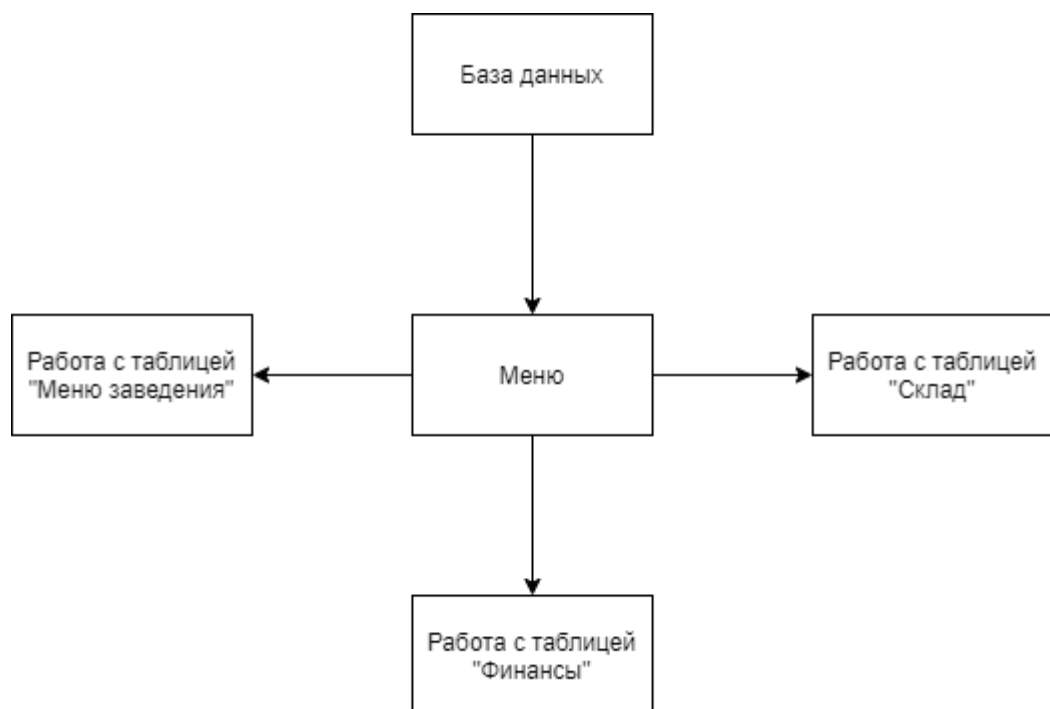 База данных
Работа с таблицей
"Меню заведения"
Меню
Работа с таблицей
"Склад"
Работа с таблицей
"Финансы"